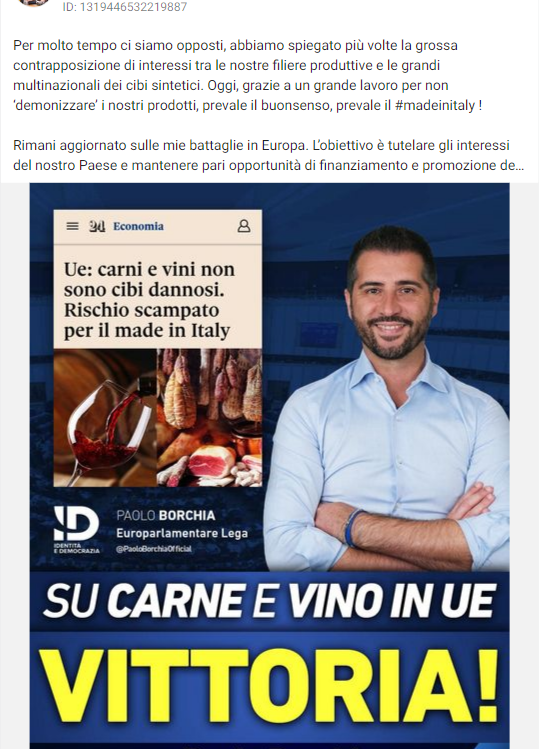 ID: 1319446532219887
Per molto tempo ci siamo opposti, abbiamo spiegato più volte la grossa
contrapposizione di interessi tra le nostre filiere produttive e le grandi
multinazionali dei cibi sintetici. Oggi, grazie a un grande lavoro per non
‘demonizzare’ i nostri prodotti, prevale il buonsenso, prevale il #madeinitaly !
Rimani aggiornato sulle mie battaglie in Europa. L’obiettivo è tutelare gli interessi
del nostro Paese e mantenere pari opportunità di finanziamento e promozione de...
24 Economia
Ue: carni e vini non
sono cibi dannosi.
Rischio scampato
per il made in Italy
ID
IDENTITÀ
E DEMOCRAZIA
PAOLO BORCHIA
Europarlamentare Lega
@PaoloBorchiaOfficial
SU CARNE E VINO IN UE
VITTORIA!